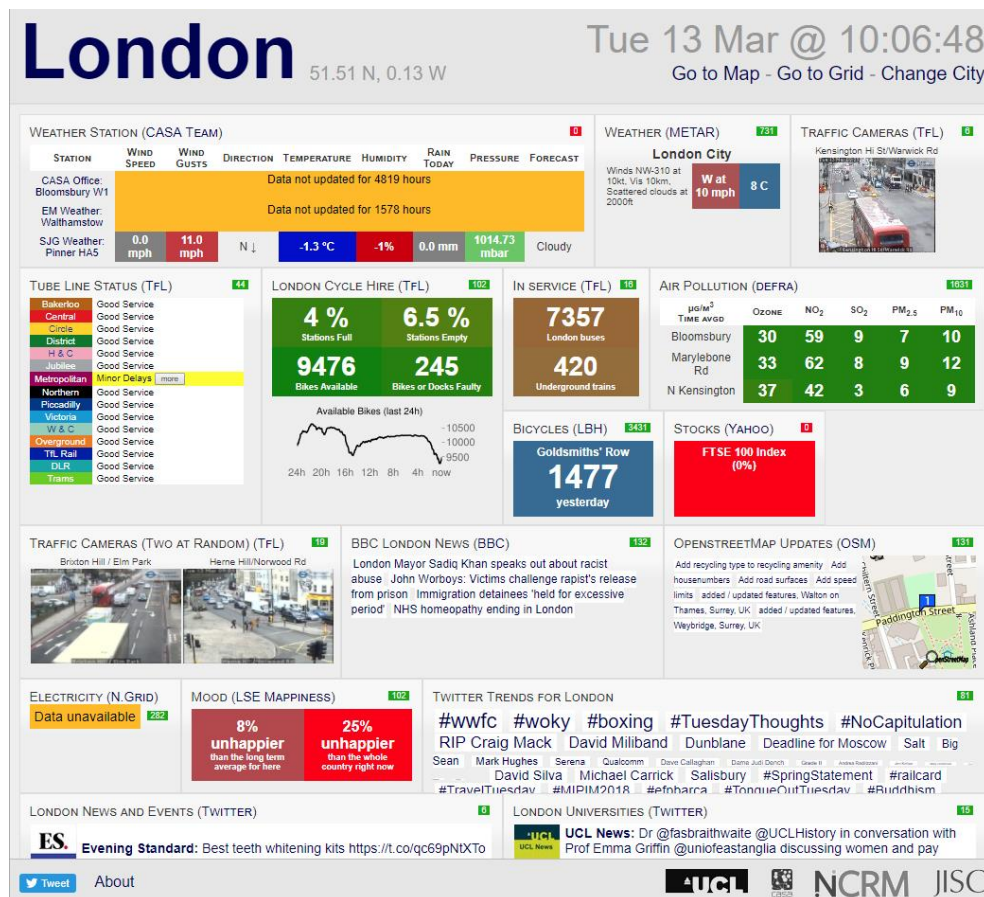 London 51.51 N, 0.13 W
Tue 13 Mar @ 10:06:48
Go to Map - Go to Grid - Change City
WEATHER STATION (CASA TEAM) 0
STATION WIND SPEED WIND GUSTS DIRECTION TEMPERATURE HUMIDITY RAIN TODAY PRESSURE FORECAST
CASA Office: Bloomsbury W1 Data not updated for 4819 hours
EM Weather: Walthamstow Data not updated for 1578 hours
SJG Weather: Pinner HA5 0.0 mph 11.0 mph N ↓ -1.3 °C -1% 0.0 mm 1014.73 mbar Cloudy
WEATHER (METAR) 731
London City
Winds NW-310 at
10kt, Vis 10km,
Scattered clouds at
2000ft
W at 10 mph
8 C
TRAFFIC CAMERAS (TFL) 6
Kensington Hi St/Warwick Rd
TUBE LINE STATUS (TFL) 44
Bakerloo Good Service
Central Good Service
Circle Good Service
District Good Service
H & C Good Service
Jubilee Good Service
Metropolitan Minor Delays more
Northern Good Service
Piccadilly Good Service
Victoria Good Service
W & C Good Service
Overground Good Service
TfL Rail Good Service
DLR Good Service
Trams Good Service
LONDON CYCLE HIRE (TFL) 102
4 % 6.5 %
Stations Full Stations Empty
9476 245
Bikes Available Bikes or Docks Faulty
Available Bikes (last 24h)
10500
10000
9500
24h 20h 16h 12h 8h 4h now
IN SERVICE (TFL) 16
7357
London buses
420
Underground trains
AIR POLLUTION (DEFRA) 1631
µG/M³ TIME AVGD OZONE NO2 SO2 PM2.5 PM10
Bloomsbury 30 59 9 7 10
Marylebone Rd 33 62 8 9 12
N Kensington 37 42 3 6 9
BICYCLES (LBH) 3431
Goldsmiths' Row
1477
yesterday
STOCKS (YAHOO) 0
FTSE 100 Index
(0%)
TRAFFIC CAMERAS (TWO AT RANDOM) (TFL) 19
Brixton Hill / Elm Park Herne Hill/Norwood Rd
BBC LONDON NEWS (BBC) 132
London Mayor Sadiq Khan speaks out about racist
abuse John Worboys: Victims challenge rapist's release
from prison Immigration detainees 'held for excessive
period' NHS homeopathy ending in London
OPENSTREETMAP UPDATES (OSM) 131
Add recycling type to recycling amenity Add
housenumbers Add road surfaces Add speed
limits added / updated features, Walton on
Thames, Surrey, UK added / updated features,
Weybridge, Surrey, UK
1
Paddington Street
ELECTRICITY (N.GRID)
Data unavailable 282
MOOD (LSE MAPPINESS) 102
8%
unhappier
than the long term
average for here
25%
unhappier
than the whole
country right now
TWITTER TRENDS FOR LONDON 81
#wwfc #woky #boxing #TuesdayThoughts #NoCapitulation
RIP Craig Mack David Miliband Dunblane Deadline for Moscow Salt Big
Sean Mark Hughes Serena Qualcomm Dave Callaghan Dame Judi Dench Grade II
David Silva Michael Carrick Salisbury #SpringStatement #railcard
#TravelTuesday #MIPIM2018 #efnbarca #TongueOutTuesday #Buddhism
LONDON NEWS AND EVENTS (TWITTER) 6
ES. Evening Standard: Best teeth whitening kits https://t.co/qc69pNtXTo
LONDON UNIVERSITIES (TWITTER) 15
UCL
UCL News
UCL News: Dr @fasbraithwaite @UCLHistory in conversation with
Prof Emma Griffin @uniofeastanglia discussing women and pay
Tweet About
UCL casa NCRM JISC